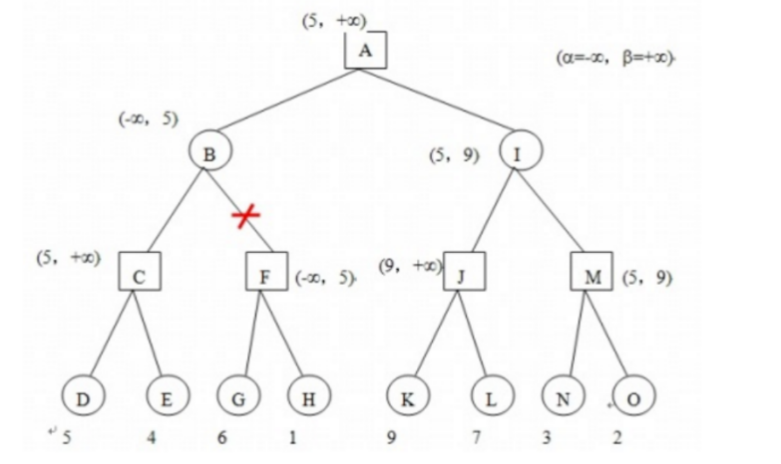 (5, +∞)
A
(α=-∞, β=+∞)
(-∞, 5)
B
(5, 9)
I
(5, +∞)
C
F
(-∞, 5)
(9, +∞)
J
M
(5, 9)
D
E
G
H
K
L
N
O
5
4
6
1
9
7
3
2